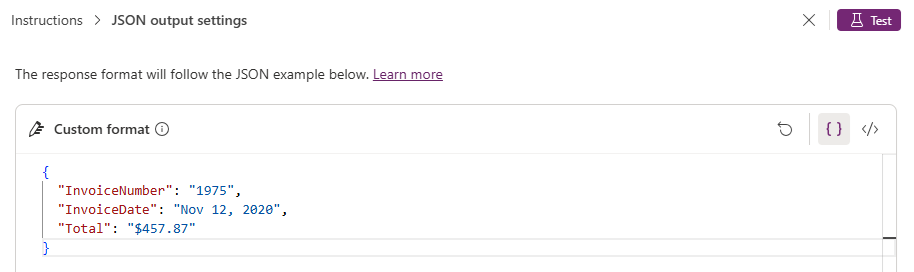 Instructions > JSON output settings
Test
The response format will follow the JSON example below. Learn more
Custom format
{ } </>
{
  "InvoiceNumber": "1975",
  "InvoiceDate": "Nov 12, 2020",
  "Total": "$457.87"
}